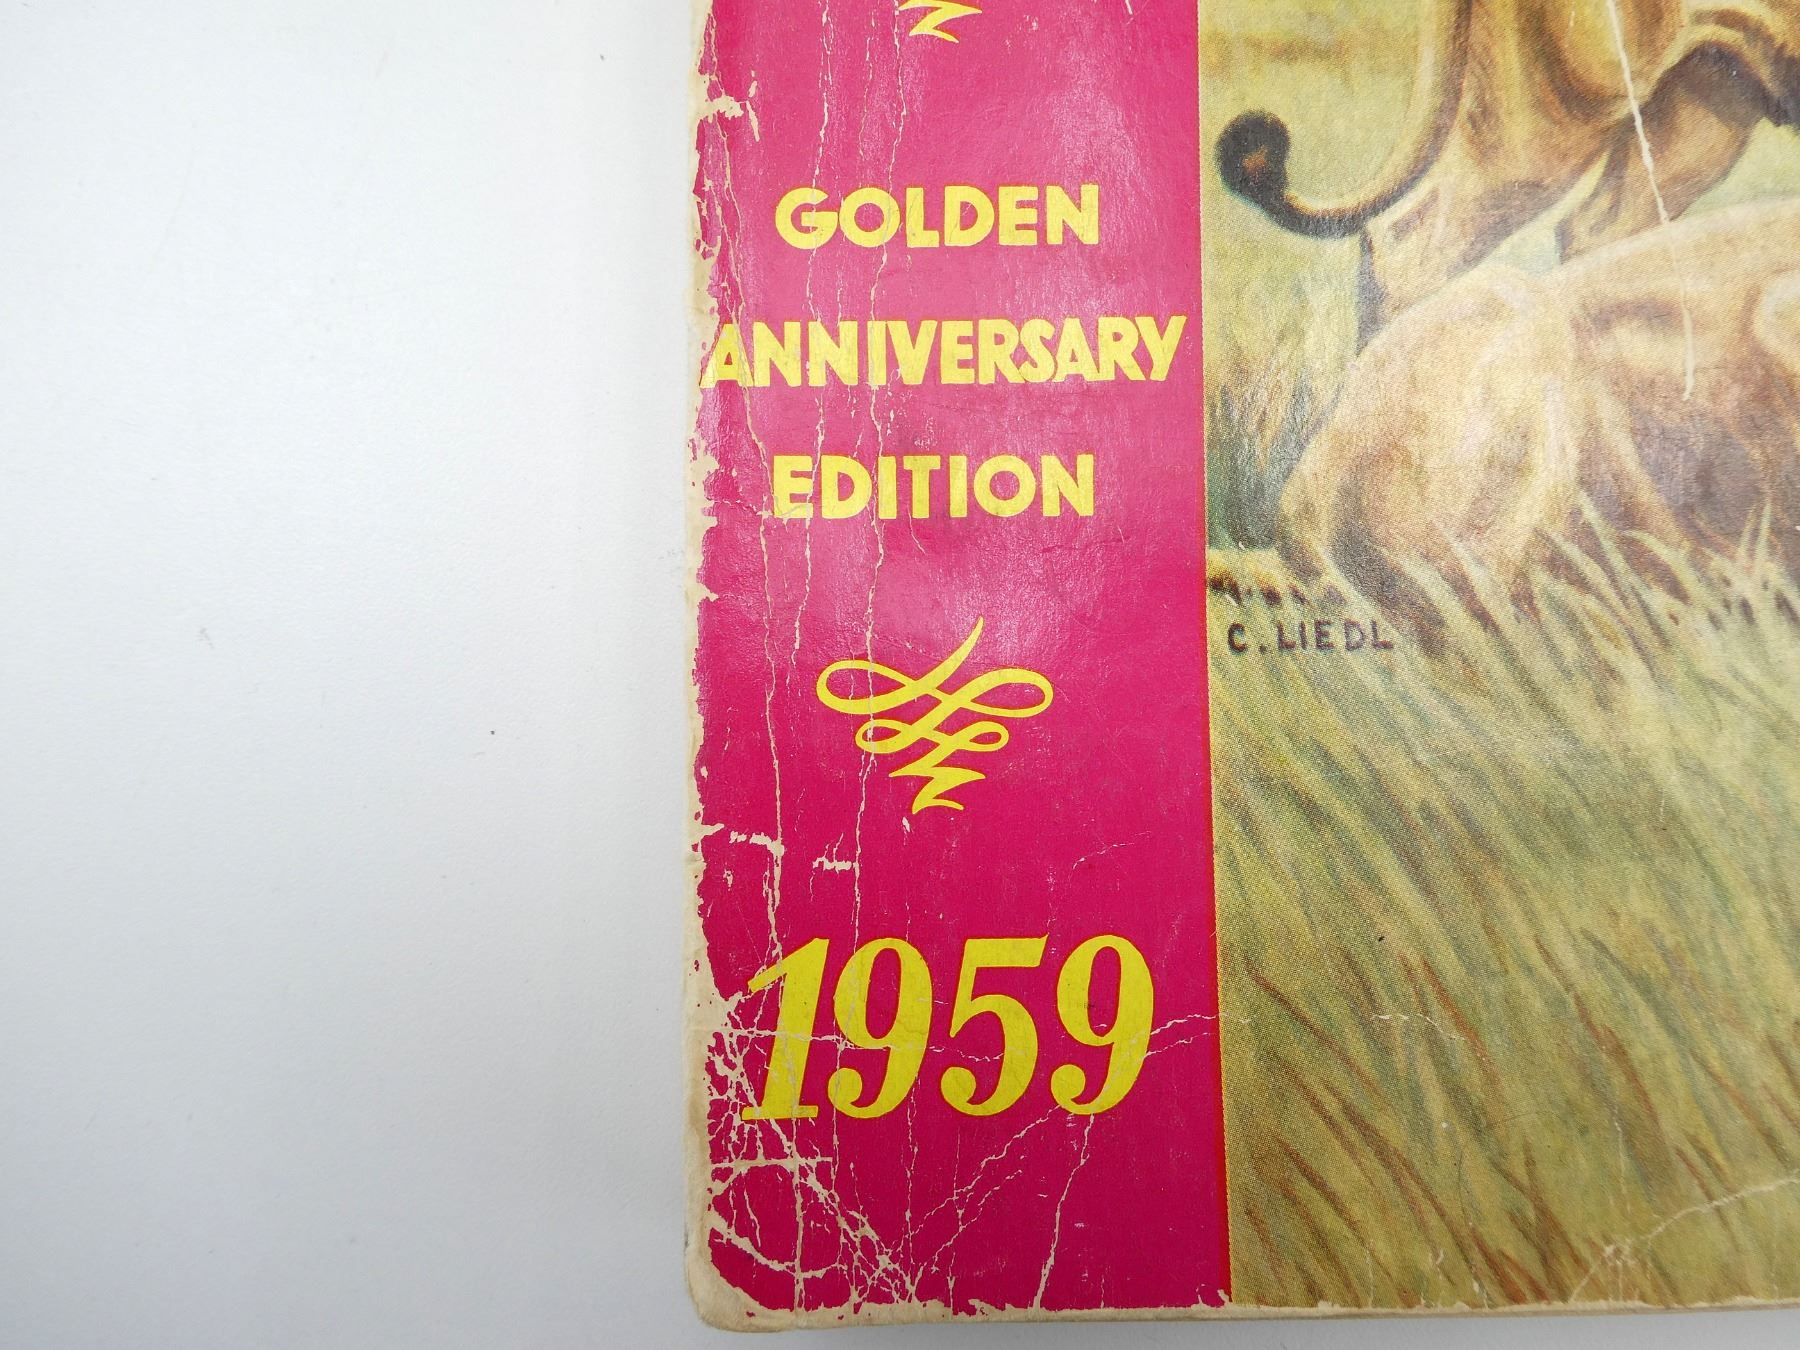 GOLDEN
ANNIVERSARY
EDITION
C. LIEDL
1959